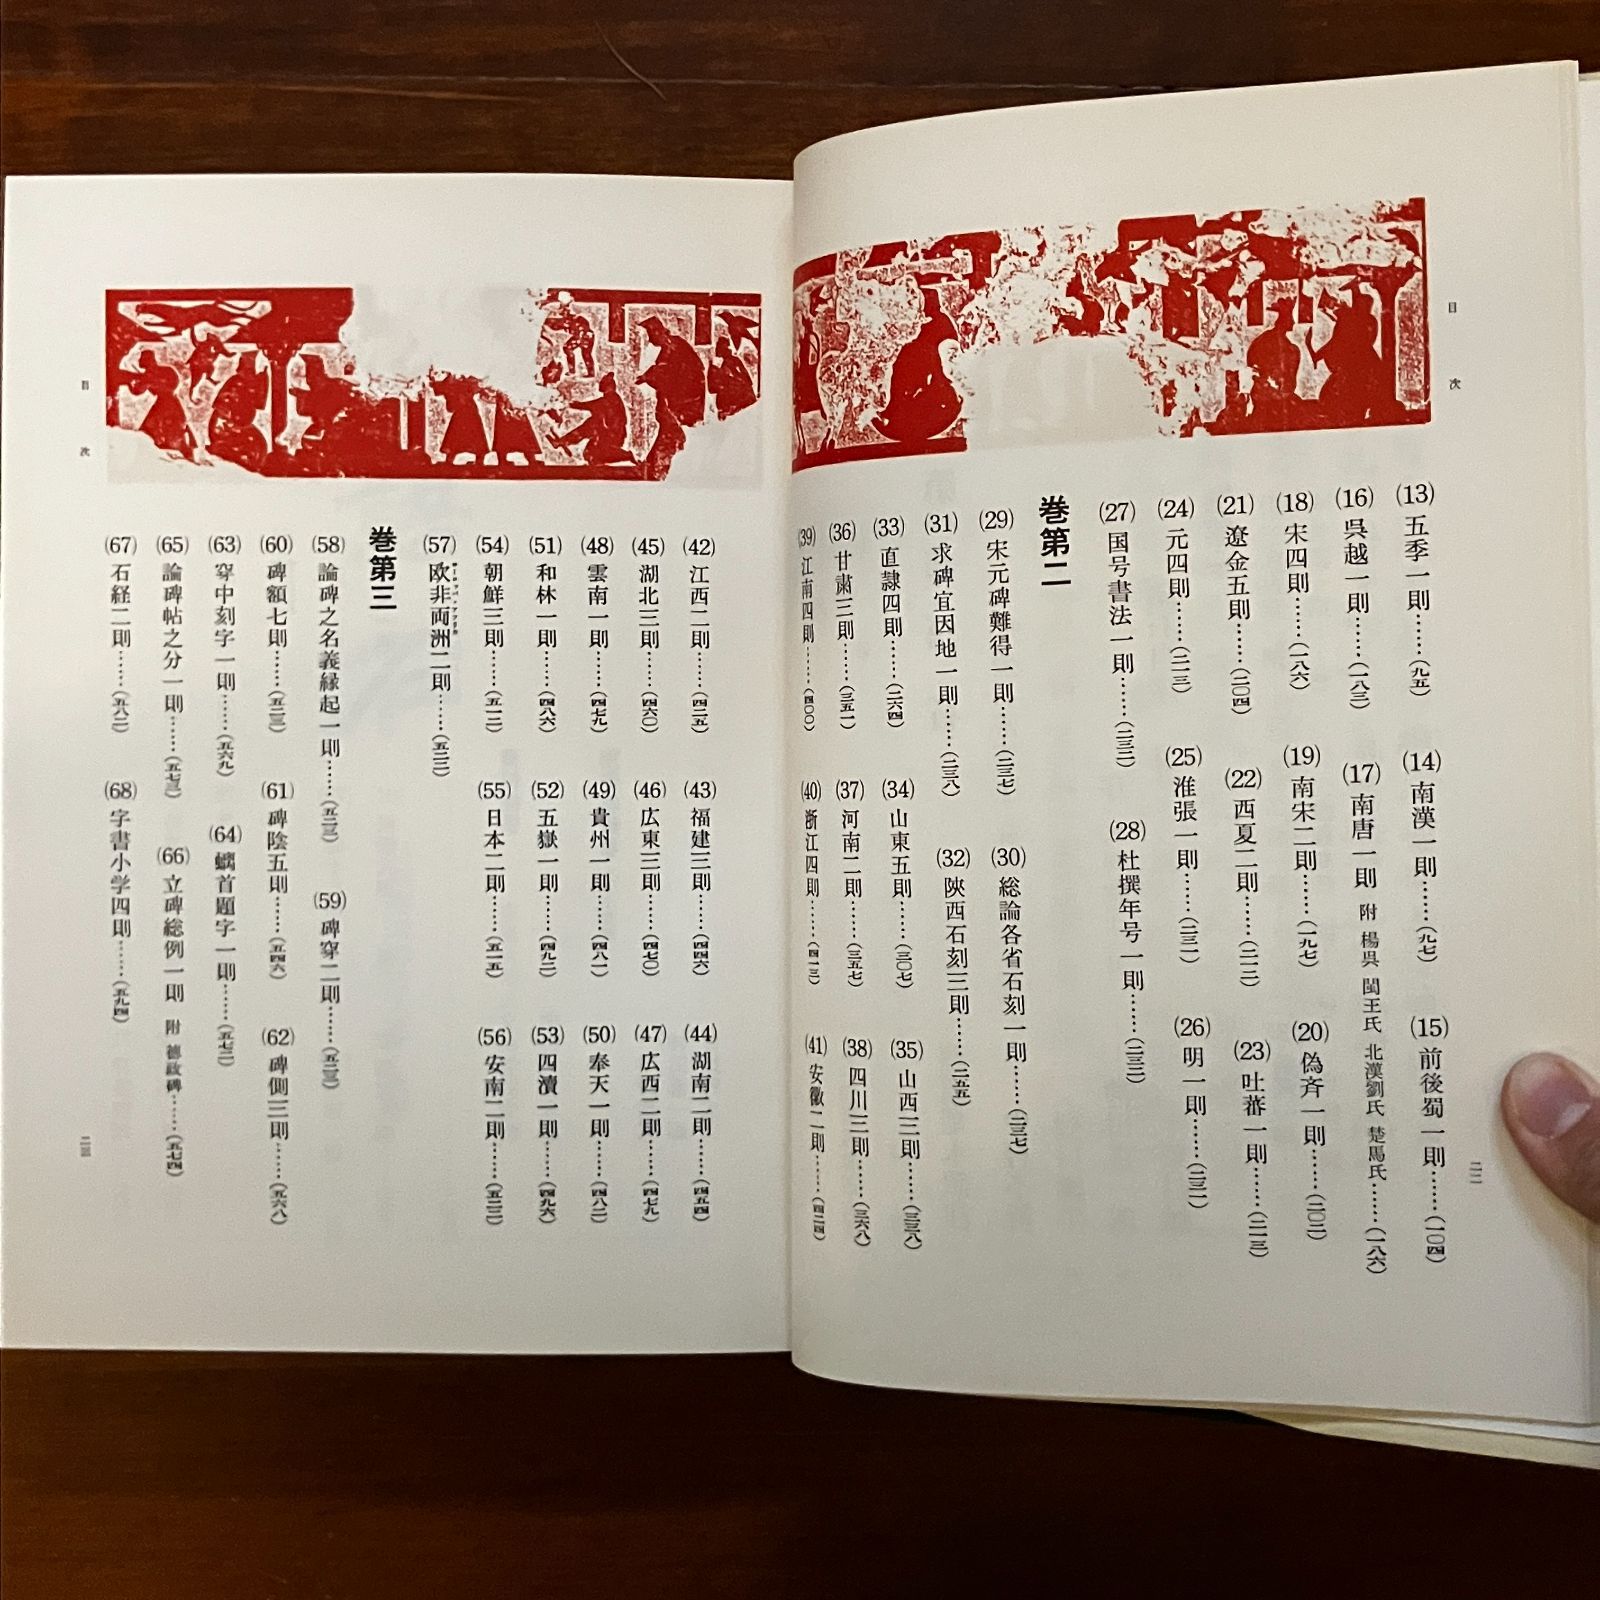 目次
(13) 五季一則……(九五)
(14) 南漢一則……(九七)
(15) 前後蜀一則……(一〇四)
(16) 呉越一則……(一八三)
(17) 南唐一則 附 楊呉 閩王氏 北漢劉氏 楚馬氏……(一八六)
(18) 宋四則……(一八六)
(19) 南宋二則……(一九七)
(20) 偽斉一則……(二〇二)
(21) 遼金五則……(二〇四)
(22) 西夏二則……(二一二)
(23) 吐蕃一則……(二一三)
(24) 元四則……(二一三)
(25) 淮張一則……(二三一)
(26) 明一則……(二三一)
(27) 国号書法一則……(二三二)
(28) 杜撰年号一則……(二三三)
巻第二
(29) 宋元碑難得一則……(二三七)
(30) 総論各省石刻一則……(二三七)
(31) 求碑宜因地一則……(二三八)
(32) 陝西石刻三則……(二五五)
(33) 直隷四則……(二六四)
(34) 山東五則……(三〇七)
(35) 山西三則……(三三八)
(36) 甘粛三則……(三五一)
(37) 河南二則……(三五七)
(38) 四川三則……(三六八)
(39) 江南四則……(四〇〇)
(40) 浙江四則……(四一三)
(41) 安徽二則……(四二四)
二二
目次
(42) 江西二則……(四二五)
(43) 福建三則……(四四六)
(44) 湖南二則……(四五四)
(45) 湖北三則……(四六〇)
(46) 広東三則……(四七〇)
(47) 広西二則……(四七九)
(48) 雲南一則……(四七九)
(49) 貴州一則……(四八一)
(50) 奉天一則……(四八二)
(51) 和林一則……(四八六)
(52) 五嶽一則……(四九二)
(53) 四瀆一則……(四九六)
(54) 朝鮮三則……(五一二)
(55) 日本二則……(五一五)
(56) 安南二則……(五二二)
(57) 欧非両洲二則……(五二二)
巻第三
(58) 論碑之名義縁起一則……(五二三)
(59) 碑穿二則……(五二三)
(60) 碑額七則……(五二三)
(61) 碑陰五則……(五四六)
(62) 碑側三則……(五六八)
(63) 穿中刻字一則……(五六九)
(64) 螭首題字一則……(五七二)
(65) 論碑帖之分一則……(五七三)
(66) 立碑総例一則 附 徳政碑……(五七四)
(67) 石経二則……(五八二)
(68) 字書小学四則……(五九四)
二三